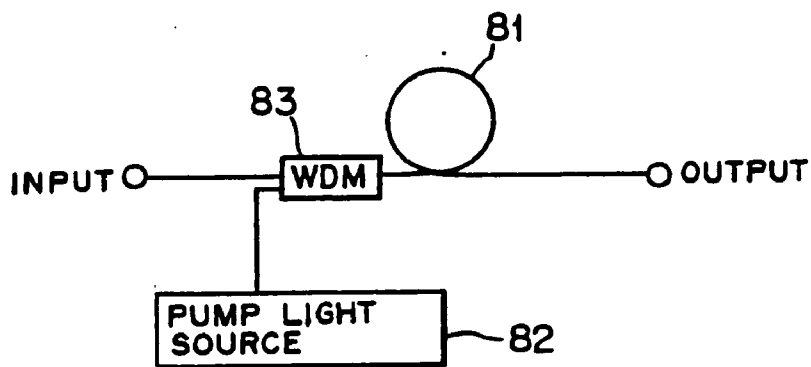 81
83
INPUT
WDM
OUTPUT
PUMP LIGHT
SOURCE
82